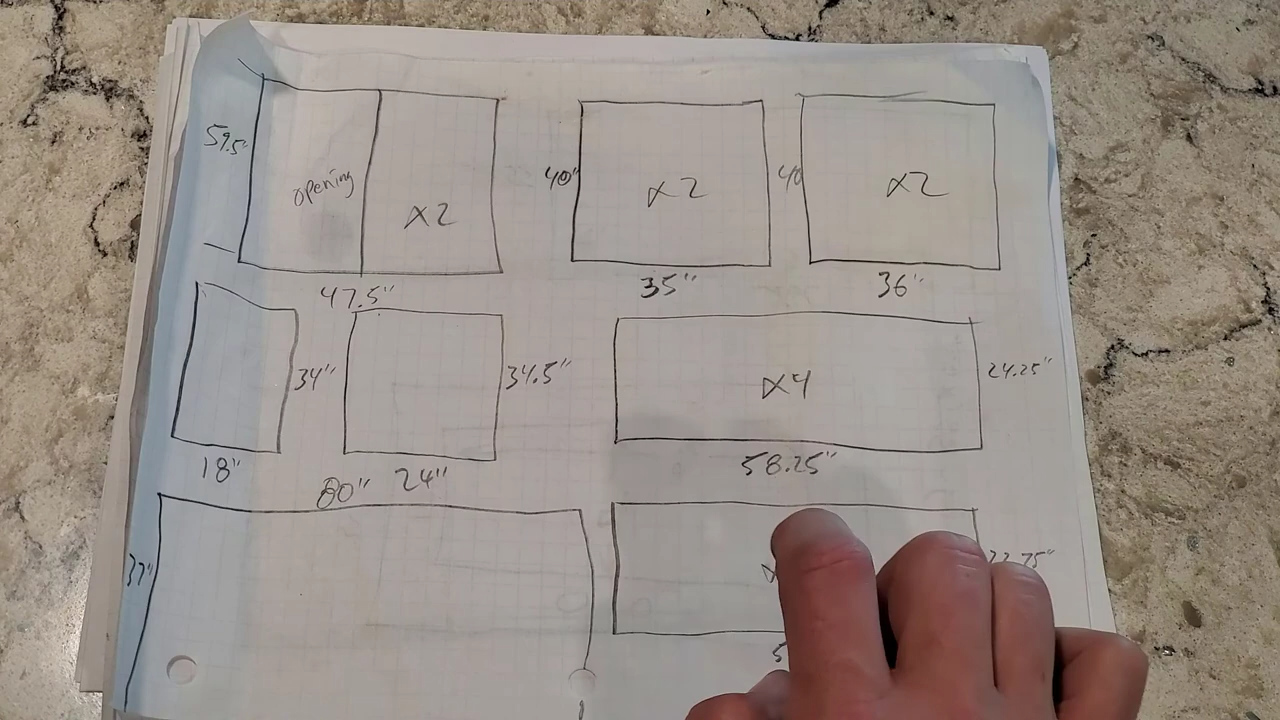 59.5"
opening
x2
47.5"
40"
x2
35"
40
x2
36"
34"
18"
34.5"
24"
x4
24.25"
58.25"
80"
37"